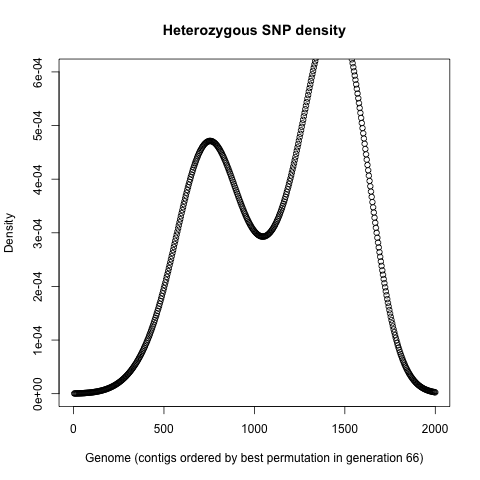 Heterozygous SNP density
6e-04
5e-04
4e-04
3e-04
2e-04
1e-04
0e+00
Density
0 500 1000 1500 2000
Genome (contigs ordered by best permutation in generation 66)